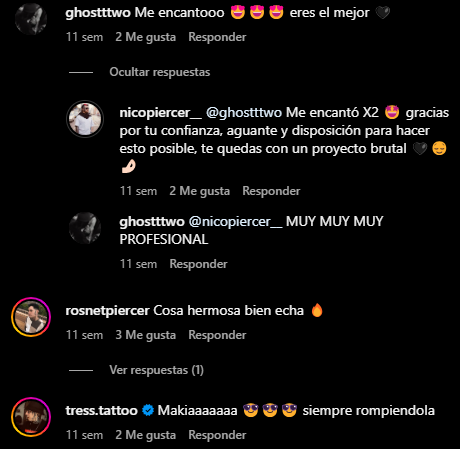 ghostttwo Me encantooo 🤩🤩🤩 eres el mejor 🖤
11 sem 2 Me gusta Responder
Ocultar respuestas
nicopiercer__ @ghostttwo Me encantó X2 🤩 gracias
por tu confianza, aguante y disposición para hacer
esto posible, te quedas con un proyecto brutal 🖤😌
🤌🏻
11 sem 2 Me gusta Responder
ghostttwo @nicopiercer__ MUY MUY MUY
PROFESIONAL
11 sem Responder
rosnetpiercer Cosa hermosa bien echa 🔥
11 sem 3 Me gusta Responder
Ver respuestas (1)
tress.tattoo Makiaaaaaaa 😎😎😎 siempre rompiendola
11 sem 2 Me gusta Responder